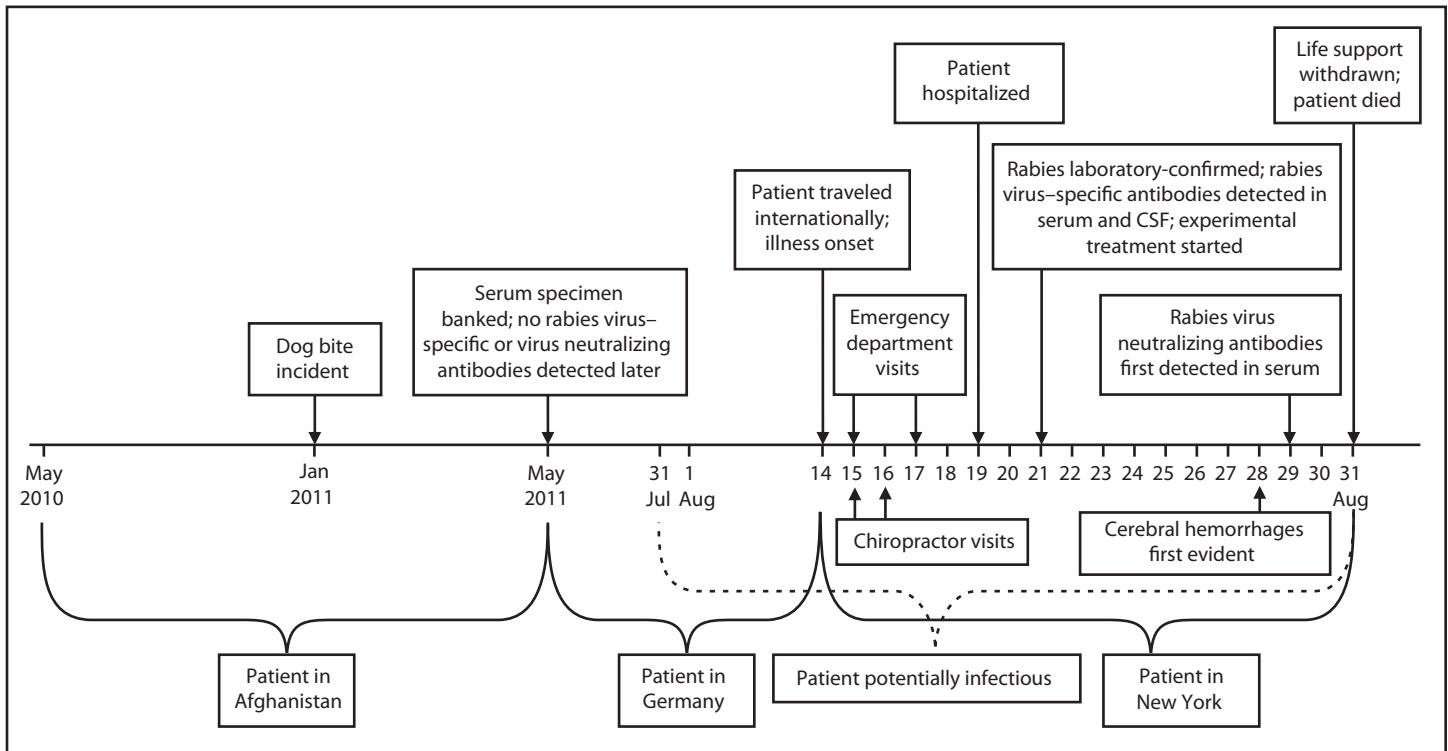 Life support
withdrawn;
patient died
Patient
hospitalized
Rabies laboratory-confirmed; rabies
virus–specific antibodies detected in
serum and CSF; experimental
treatment started
Patient traveled
internationally;
illness onset
Serum specimen
banked; no rabies virus–
specific or virus neutralizing
antibodies detected later
Emergency
department
visits
Rabies virus
neutralizing antibodies
first detected in serum
Dog bite
incident
May
2010
Jan
2011
May
2011
31
Jul
1
Aug
14
15
16
17
18
19
20
21
22
23
24
25
26
27
28
29
30
31
Aug
Chiropractor visits
Cerebral hemorrhages
first evident
Patient in
Afghanistan
Patient in
Germany
Patient potentially infectious
Patient in
New York